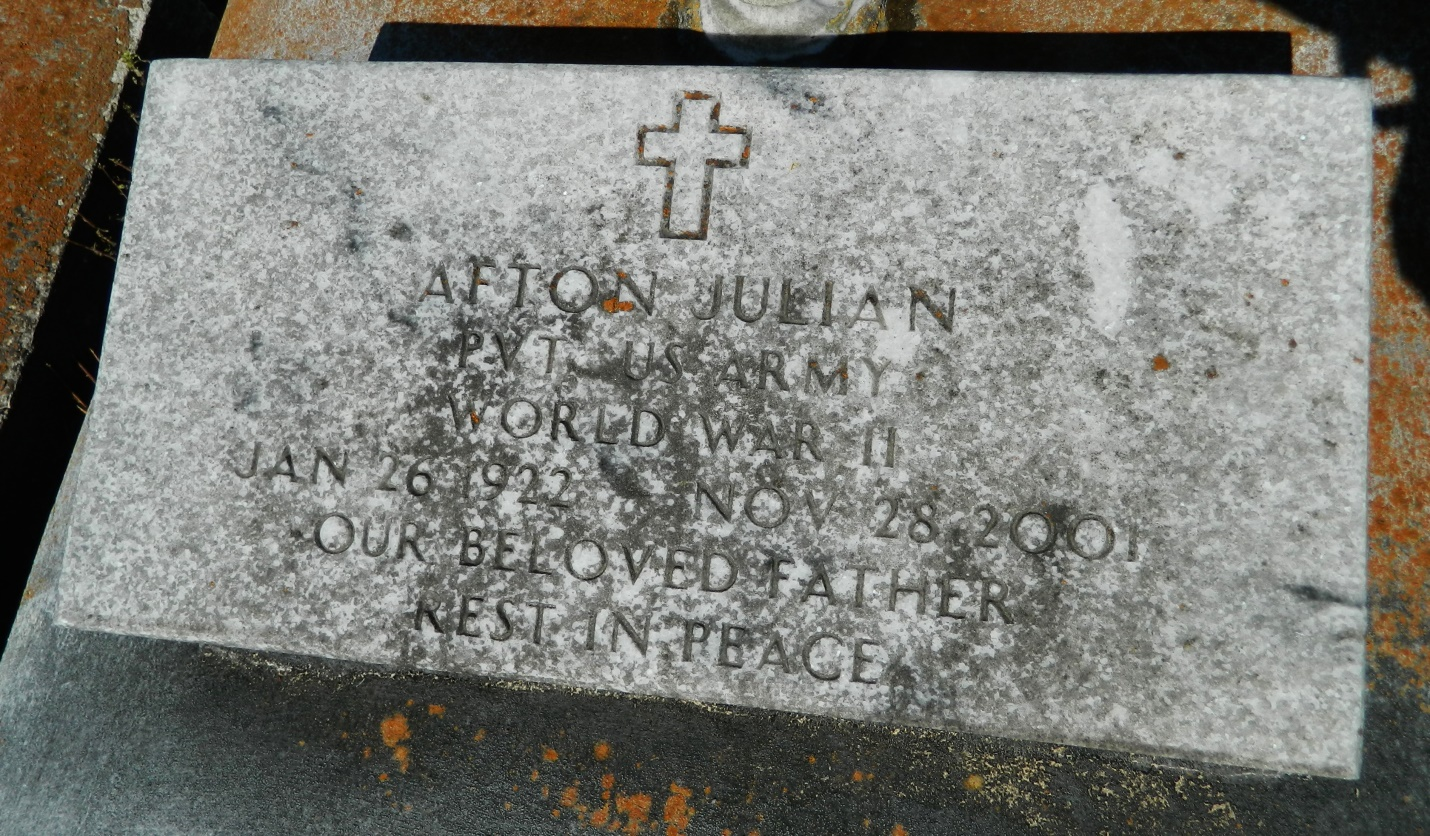 AFTON JULIAN
PVT US ARMY
WORLD WAR II
JAN 26 1922 NOV 28 2001
OUR BELOVED FATHER
REST IN PEACE